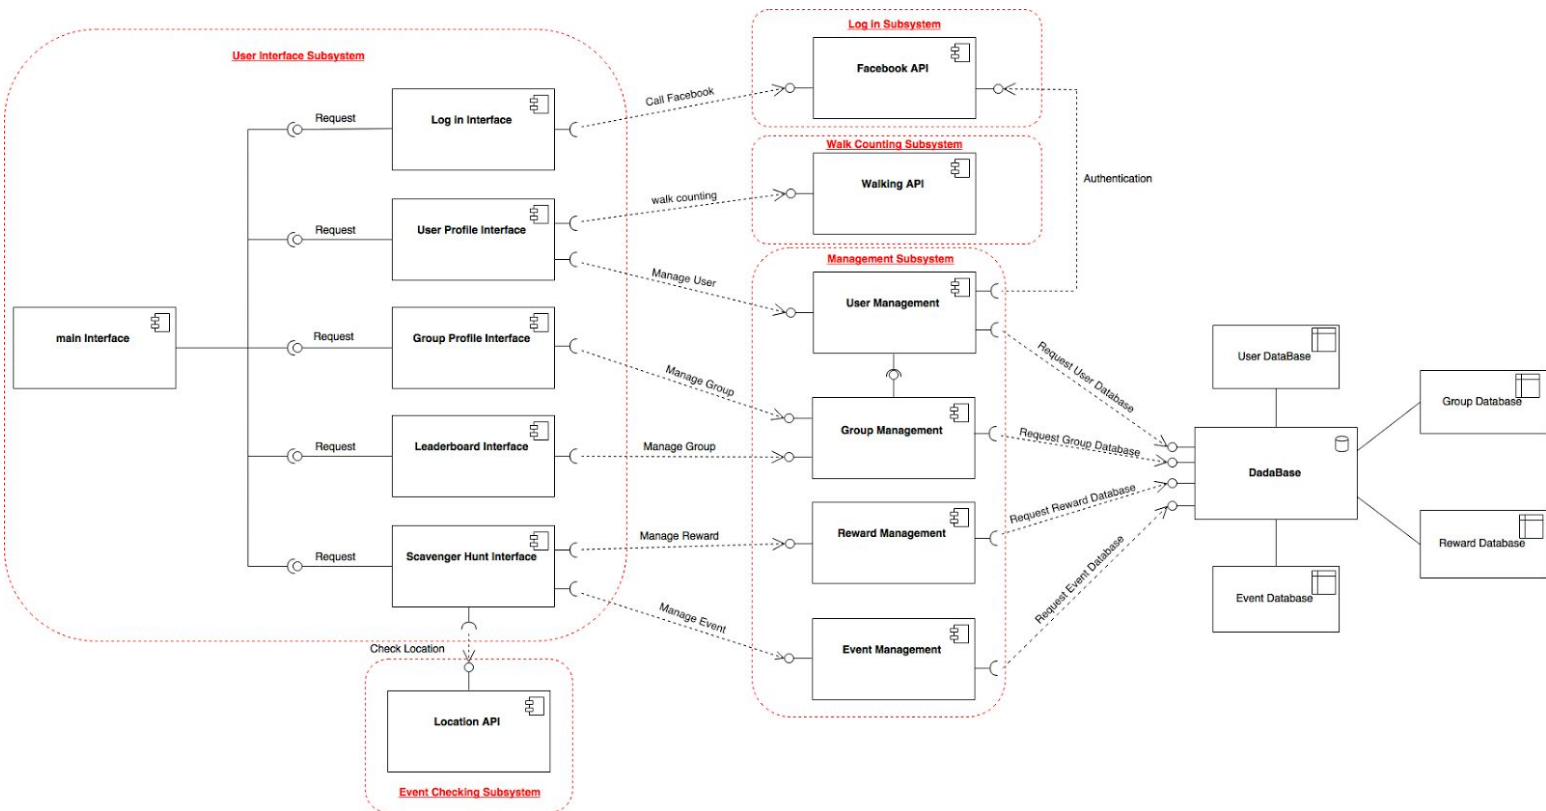 User Interface Subsystem
main Interface
Request
Log in Interface
Request
User Profile Interface
Request
Group Profile Interface
Request
Leaderboard Interface
Request
Scavenger Hunt Interface
Check Location
Location API
Event Checking Subsystem
Call Facebook
walk counting
Manage User
Manage Group
Manage Group
Manage Reward
Manage Event
Log in Subsystem
Facebook API
Walk Counting Subsystem
Walking API
Authentication
Management Subsystem
User Management
Group Management
Reward Management
Event Management
Request User Database
Request Group Database
Request Reward Database
Request Event Database
User DataBase
Group Database
DadaBase
Reward Database
Event Database